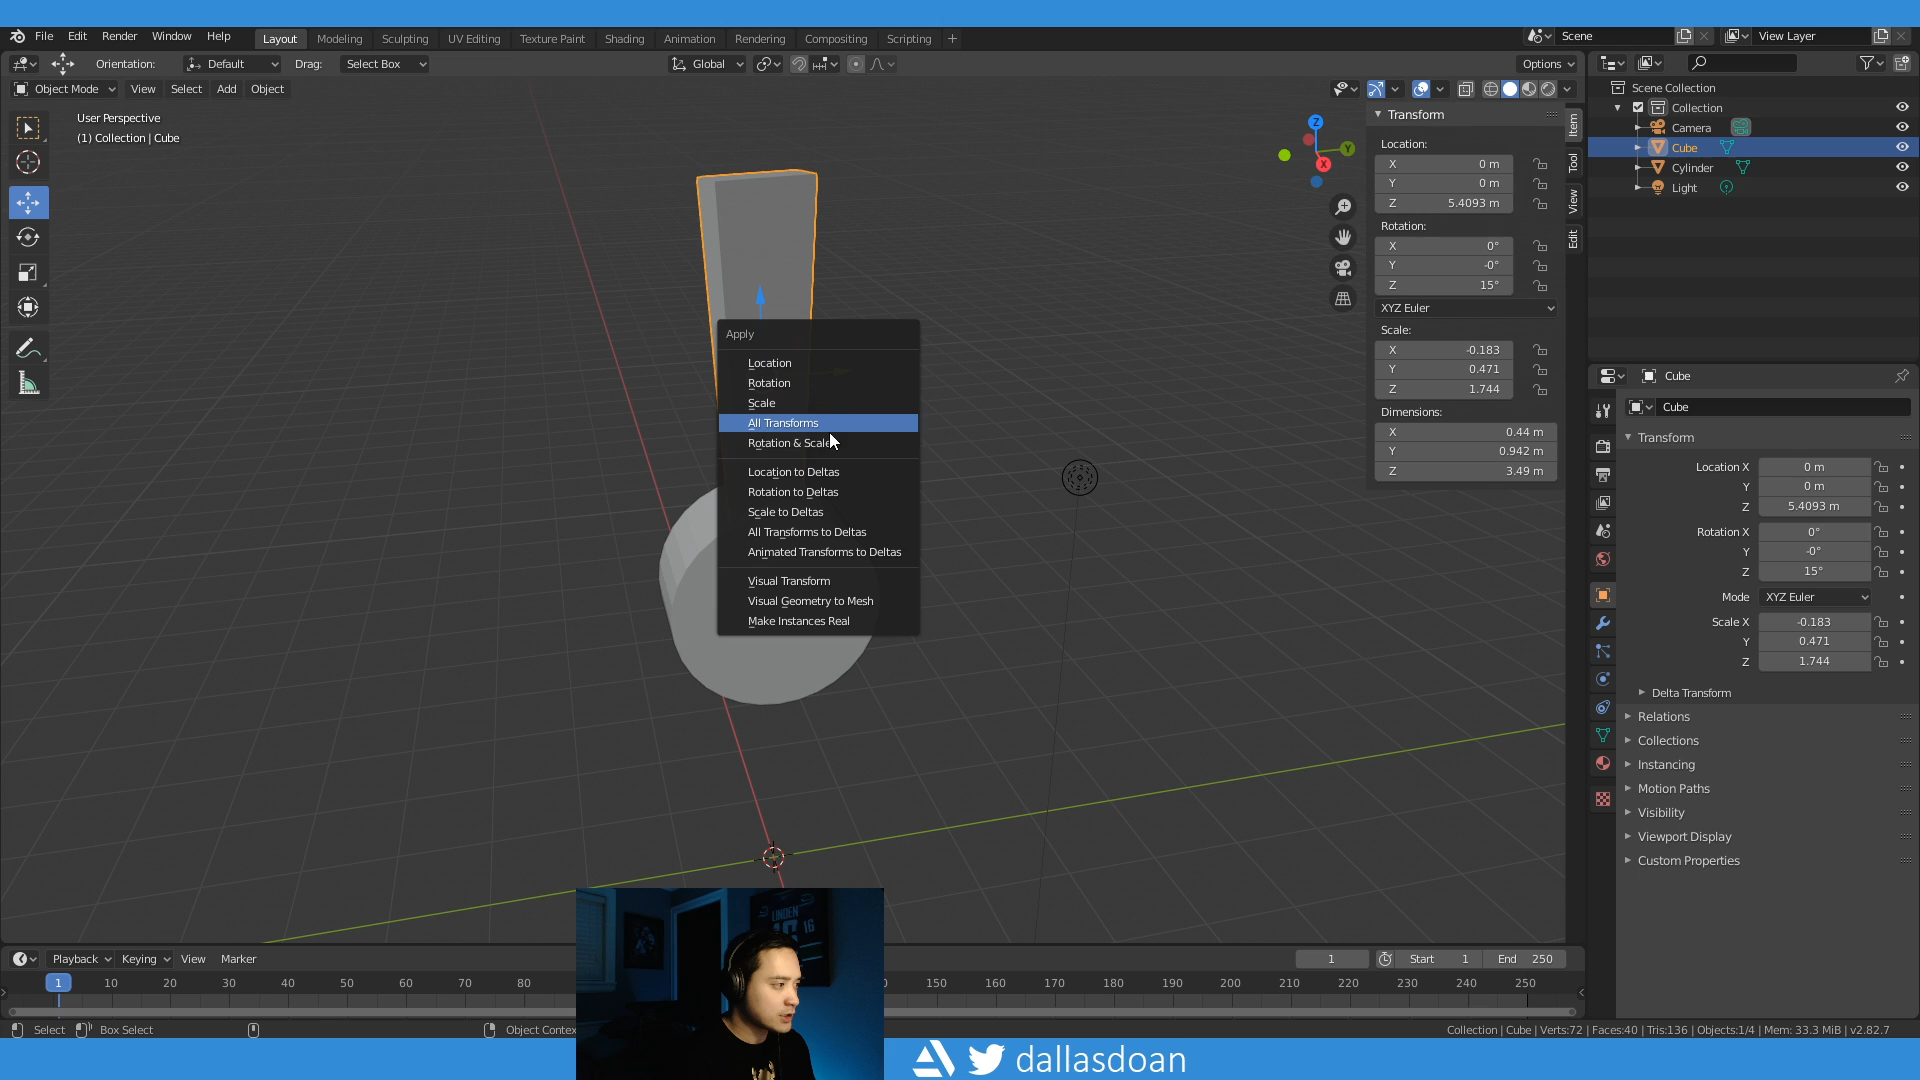 File Edit Render Window Help Layout Modeling Sculpting UV Editing Texture Paint Shading Animation Rendering Compositing Scripting + Scene View Layer
Orientation: Default Drag: Select Box Global Options
Object Mode View Select Add Object
User Perspective
(1) Collection | Cube
Z
Y
X
Transform
Location:
X 0 m
Y 0 m
Z 5.4093 m
Rotation:
X 0°
Y -0°
Z 15°
XYZ Euler
Scale:
X -0.183
Y 0.471
Z 1.744
Dimensions:
X 0.44 m
Y 0.942 m
Z 3.49 m
Item
Tool
View
Edit
Apply
Location
Rotation
Scale
All Transforms
Rotation & Scale
Location to Deltas
Rotation to Deltas
Scale to Deltas
All Transforms to Deltas
Animated Transforms to Deltas
Visual Transform
Visual Geometry to Mesh
Make Instances Real
Scene Collection
Collection
Camera
Cube
Cylinder
Light
Cube
Cube
Transform
Location X 0 m
Y 0 m
Z 5.4093 m
Rotation X 0°
Y -0°
Z 15°
Mode XYZ Euler
Scale X -0.183
Y 0.471
Z 1.744
Delta Transform
Relations
Collections
Instancing
Motion Paths
Visibility
Viewport Display
Custom Properties
Playback Keying View Marker 1 Start 1 End 250
1 10 20 30 40 50 60 70 80 150 160 170 180 190 200 210 220 230 240 250
Select Box Select Object Contex Collection | Cube | Verts:72 | Faces:40 | Tris:136 | Objects:1/4 | Mem: 33.3 MiB | v2.82.7
LINDEN
16
dallasdoan